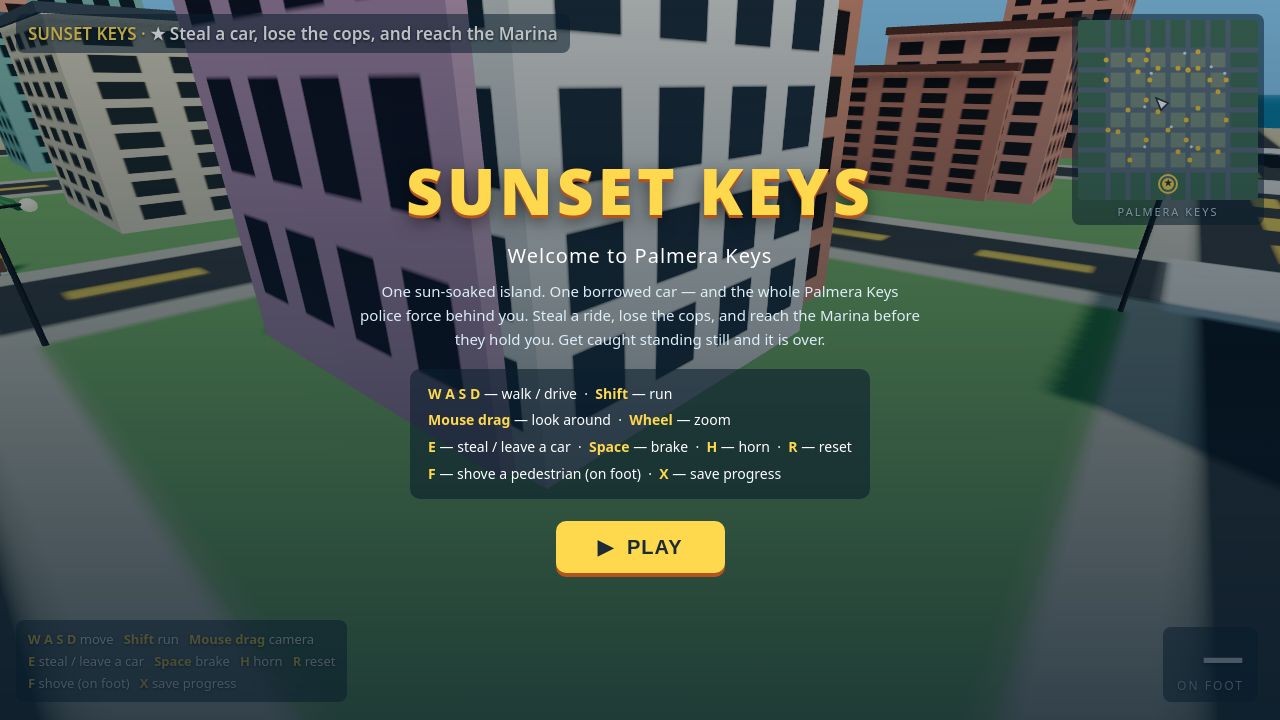 SUNSET KEYS · ★ Steal a car, lose the cops, and reach the Marina
PALMERA KEYS
SUNSET KEYS
Welcome to Palmera Keys
One sun-soaked island. One borrowed car — and the whole Palmera Keys
police force behind you. Steal a ride, lose the cops, and reach the Marina before
they hold you. Get caught standing still and it is over.
W A S D — walk / drive · Shift — run
Mouse drag — look around · Wheel — zoom
E — steal / leave a car · Space — brake · H — horn · R — reset
F — shove a pedestrian (on foot) · X — save progress
▶ PLAY
W A S D move Shift run Mouse drag camera
E steal / leave a car Space brake H horn R reset
F shove (on foot) X save progress
—
ON FOOT